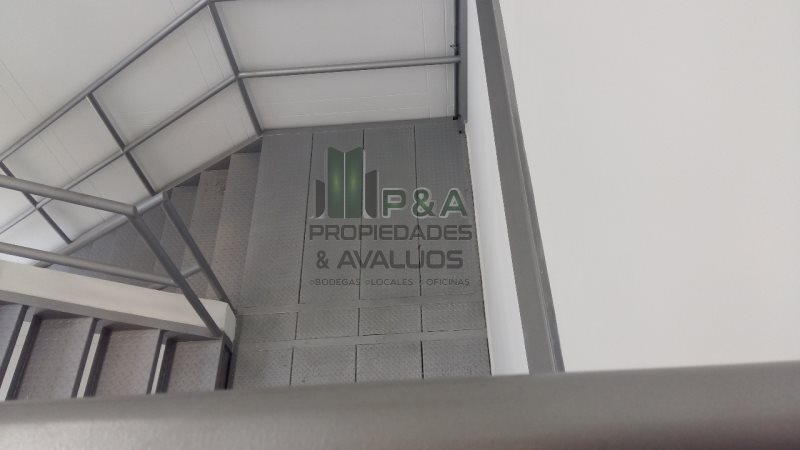 P&A
PROPIEDADES
& AVALUOS
BODEGAS LOCALES OFICINAS